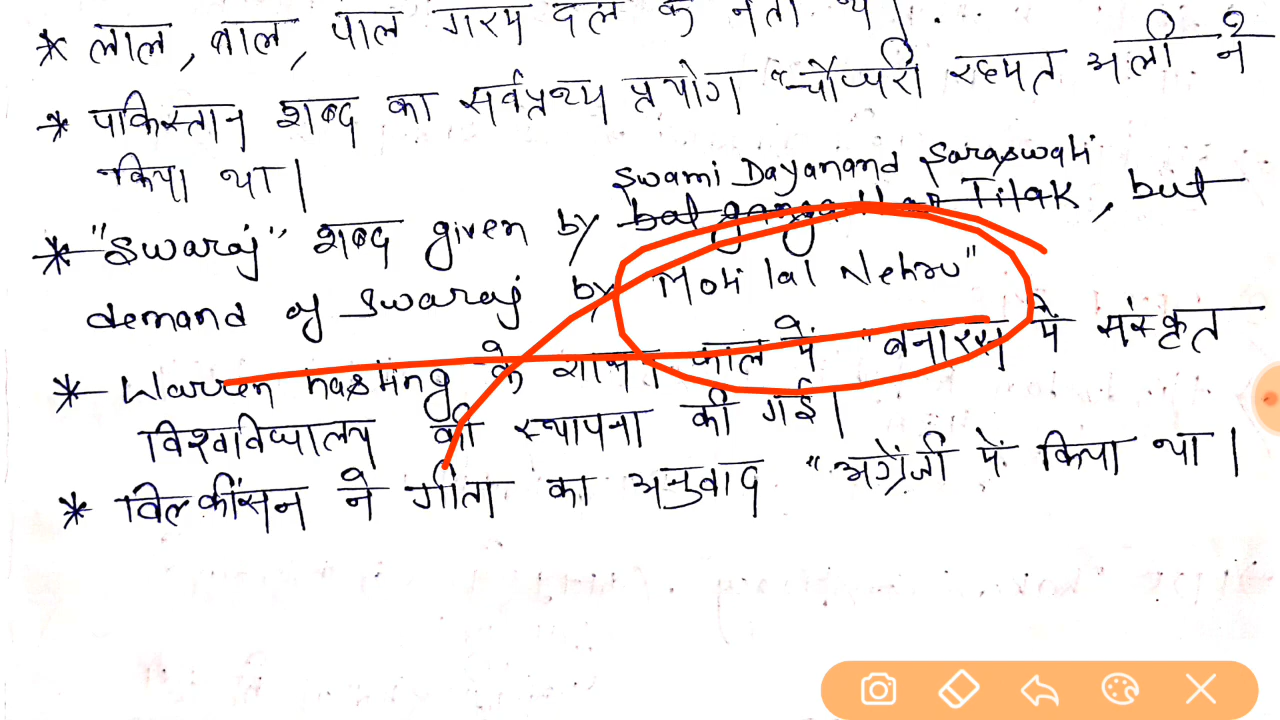 * लाल, बाल, पाल गरम दल के नेता थे।
* पाकिस्तान शब्द का सर्वप्रथम प्रयोग "चौधरी रहमत अली ने
किया था।
Swami Dayanand Saraswati
* "Swaraj" शब्द given by bal gangadhar Tilak, but
demand of Swaraj by Moti lal Nehru"
* Warren hasting के शासन काल में "बनारस में संस्कृत
विश्वविधालय की स्थापना की गई।
* विल्कींसन ने गीता का अनुवाद "अंग्रेजी में किया था।